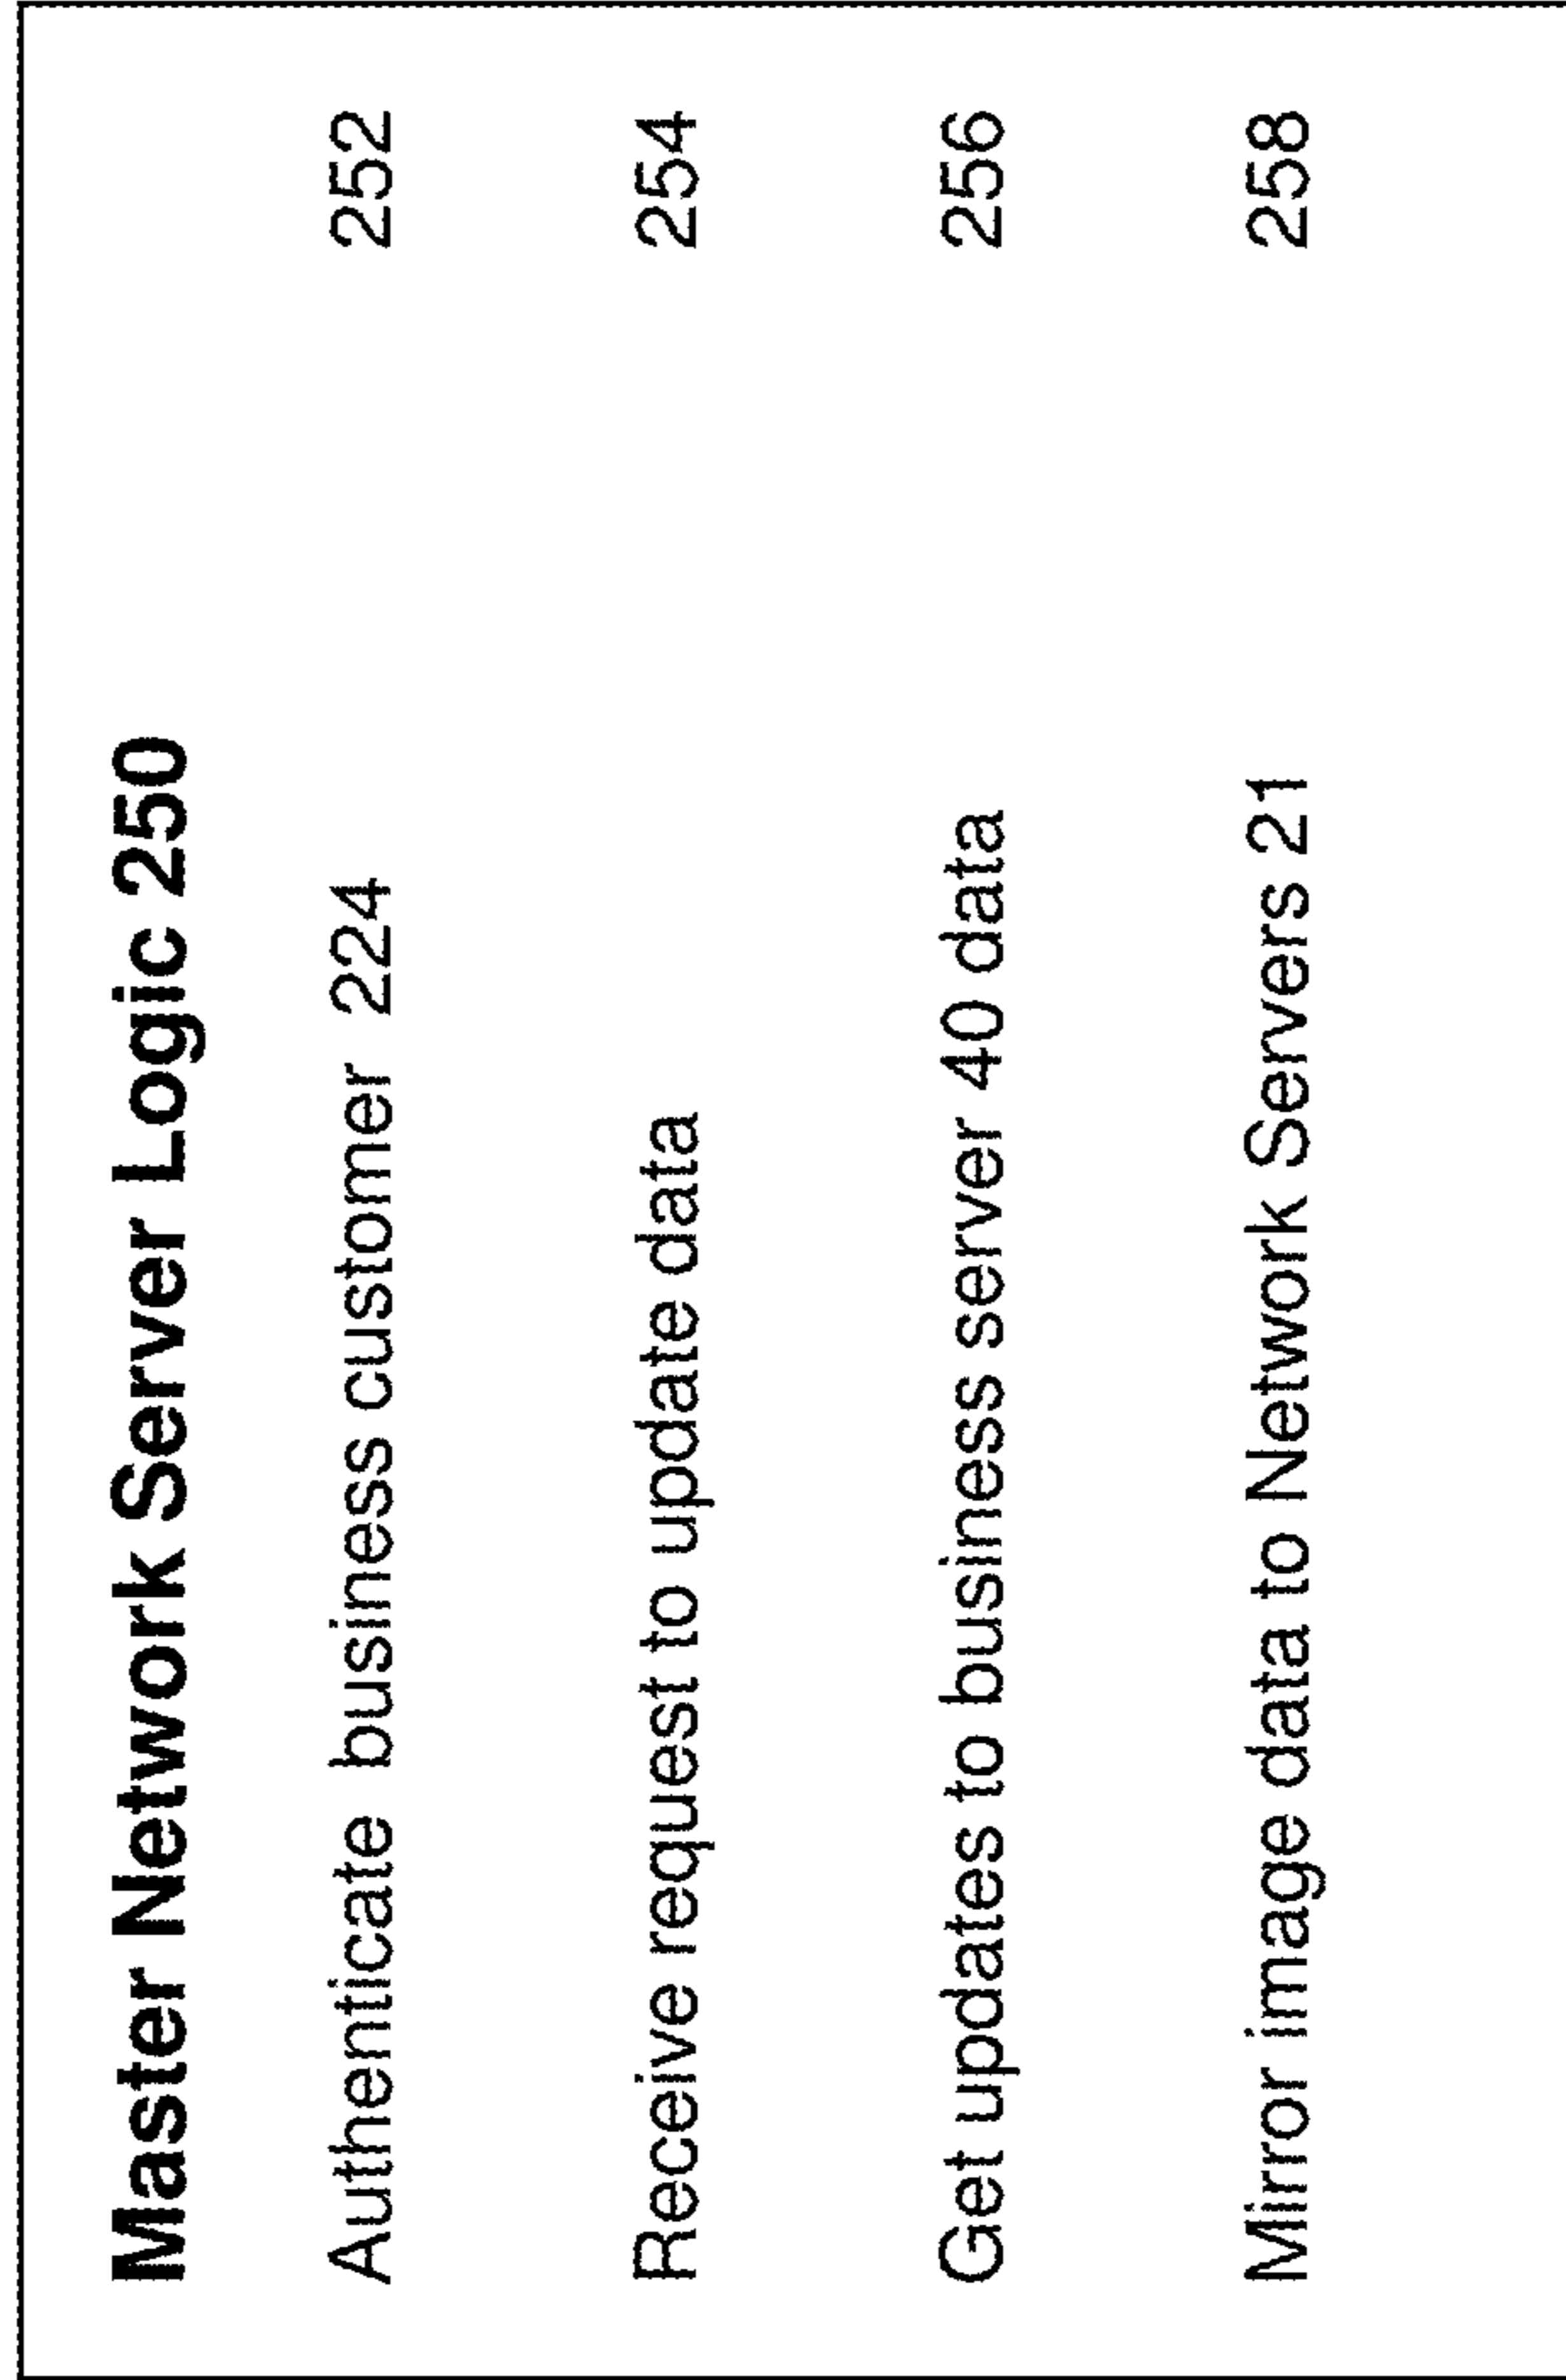 Master Network Server Logic 250
Authenticate business customer 224 252
Receive request to update data 254
Get updates to business server 40 data 256
Mirror image data to Network Servers 21 258